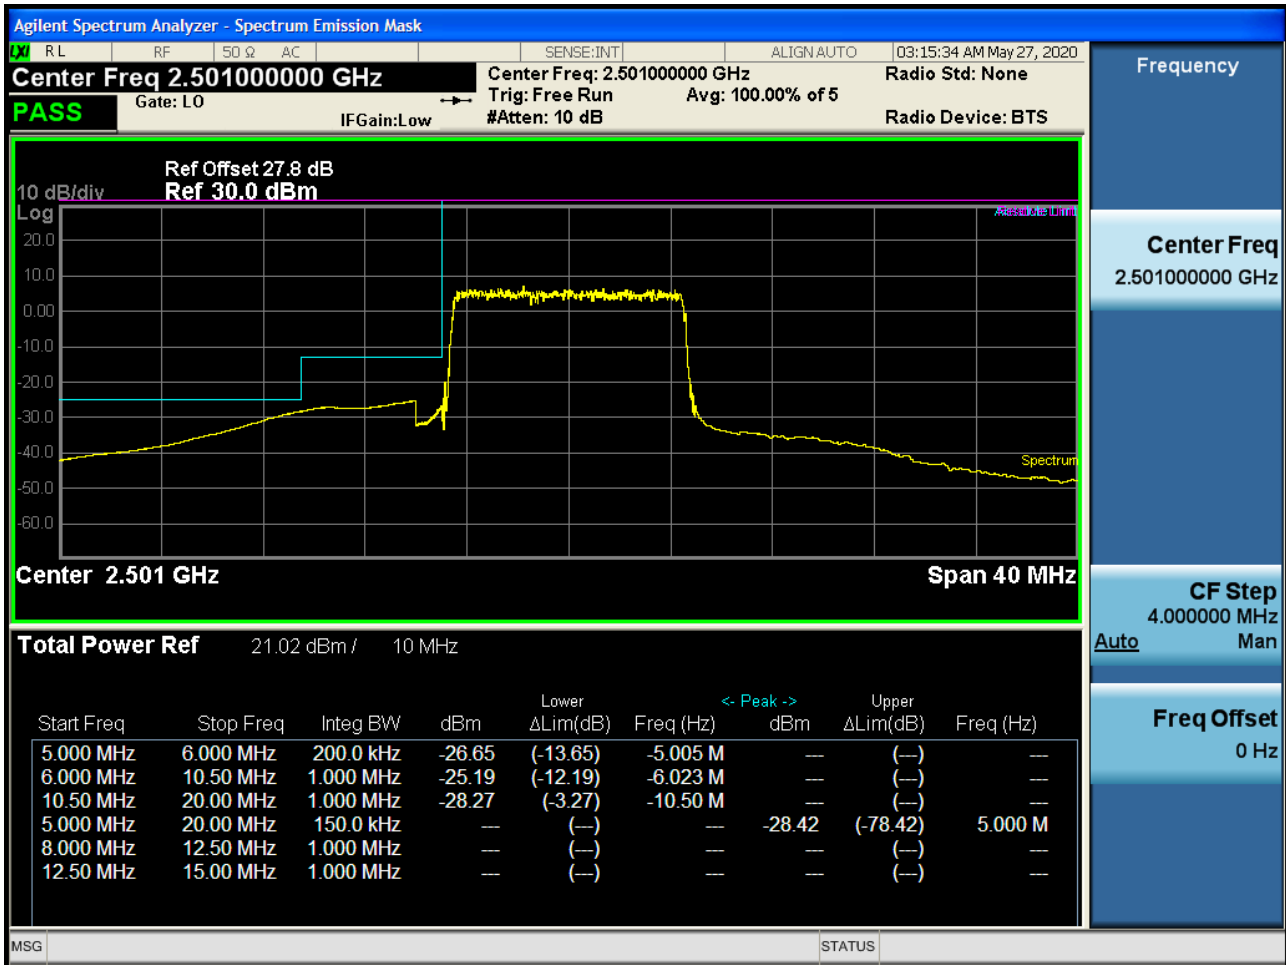 Agilent Spectrum Analyzer - Spectrum Emission Mask
LXI RL RF 50 Ω AC SENSE:INT ALIGNAUTO 03:15:34 AM May 27, 2020
Center Freq 2.501000000 GHz
Center Freq: 2.501000000 GHz
Radio Std: None
PASS
Gate: LO
Trig: Free Run Avg: 100.00% of 5
IFGain:Low
#Atten: 10 dB
Radio Device: BTS
Ref Offset 27.8 dB
10 dB/div Ref 30.0 dBm
Log
Absolute Limit
20.0
10.0
0.00
-10.0
-20.0
-30.0
-40.0
Spectrum
-50.0
-60.0
Center 2.501 GHz Span 40 MHz
Total Power Ref 21.02 dBm / 10 MHz
Lower <- Peak -> Upper
Start Freq Stop Freq Integ BW dBm ΔLim(dB) Freq (Hz) dBm ΔLim(dB) Freq (Hz)
5.000 MHz 6.000 MHz 200.0 kHz -26.65 (-13.65) -5.005 M --- (---) ---
6.000 MHz 10.50 MHz 1.000 MHz -25.19 (-12.19) -6.023 M --- (---) ---
10.50 MHz 20.00 MHz 1.000 MHz -28.27 (-3.27) -10.50 M --- (---) ---
5.000 MHz 20.00 MHz 150.0 kHz --- (---) --- -28.42 (-78.42) 5.000 M
8.000 MHz 12.50 MHz 1.000 MHz --- (---) --- --- (---) ---
12.50 MHz 15.00 MHz 1.000 MHz --- (---) --- --- (---) ---
Frequency
Center Freq
2.501000000 GHz
CF Step
4.000000 MHz
Auto Man
Freq Offset
0 Hz
MSG STATUS